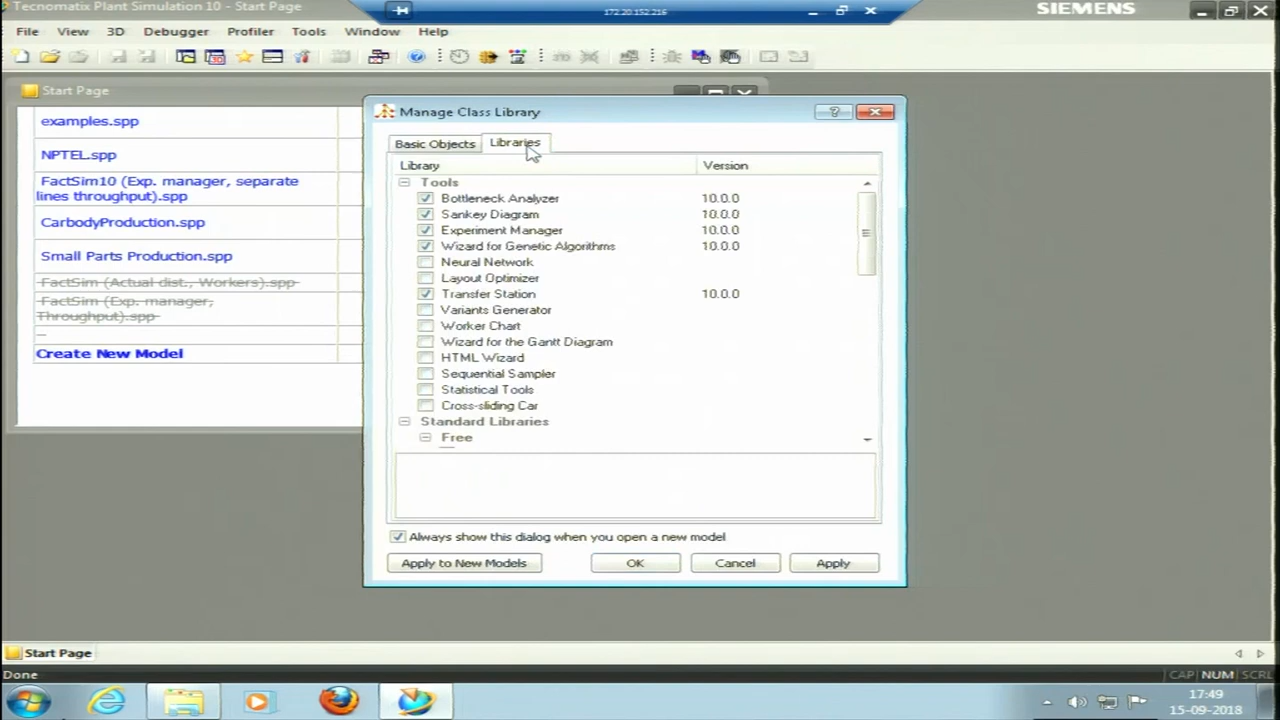 Tecnomatix Plant Simulation 10 - Start Page
172.20.152.216
SIEMENS
File View 3D Debugger Profiler Tools Window Help
Start Page
examples.spp
NPTEL.spp
FactSim10 (Exp. manager, separate
lines throughput).spp
CarbodyProduction.spp
Small Parts Production.spp
FactSim (Actual dist., Workers).spp
FactSim (Exp. manager,
Throughput).spp
Create New Model
Manage Class Library
Basic Objects Libraries
Library Version
Tools
Bottleneck Analyzer 10.0.0
Sankey Diagram 10.0.0
Experiment Manager 10.0.0
Wizard for Genetic Algorithms 10.0.0
Neural Network
Layout Optimizer
Transfer Station 10.0.0
Variants Generator
Worker Chart
Wizard for the Gantt Diagram
HTML Wizard
Sequential Sampler
Statistical Tools
Cross-sliding Car
Standard Libraries
Free
Always show this dialog when you open a new model
Apply to New Models OK Cancel Apply
Start Page
Done
CAP NUM SCRL
17:49
15-09-2018